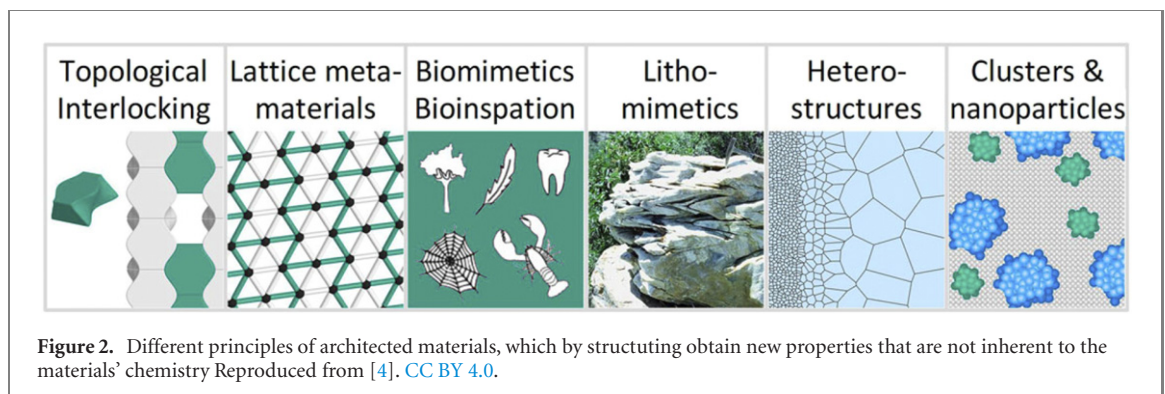 Topological
Interlocking
Lattice meta-
materials
Biomimetics
Bioinspation
Litho-
mimetics
Hetero-
structures
Clusters &
nanoparticles
Figure 2. Different principles of architected materials, which by structuting obtain new properties that are not inherent to the
materials' chemistry Reproduced from [4]. CC BY 4.0.